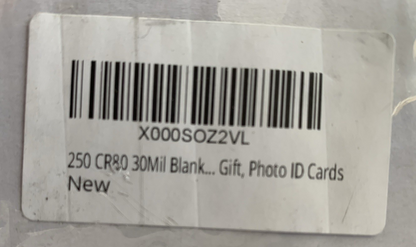 X000SOZ2VL
250 CR80 30Mil Blank... Gift, Photo ID Cards
New